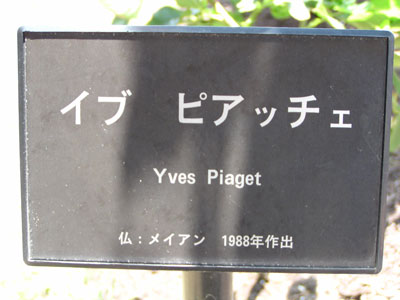 イブ　ピアッチェ
Yves Piaget
仏：メイアン　1988年作出